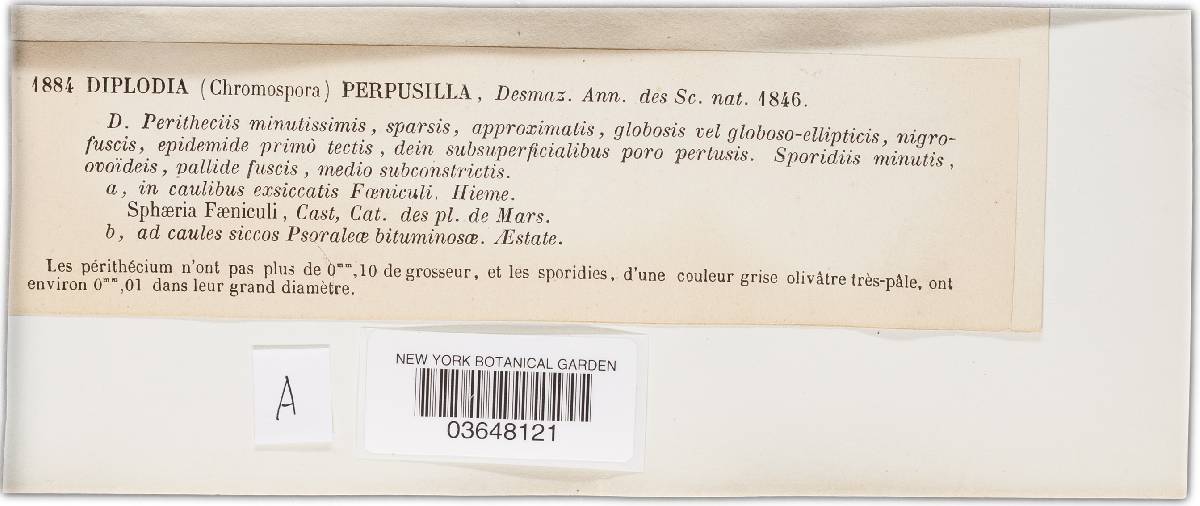 1884 DIPLODIA (Chromospora) PERPUSILLA, Desmaz. Ann. des Sc. nat. 1846.
D. Peritheciis minutissimis, sparsis, approximatis, globosis vel globoso-ellipticis, nigro-
fuscis, epidemide primò tectis, dein subsuperficialibus poro pertusis. Sporidiis minutis,
ovoïdeis, pallide fuscis, medio subconstrictis.
a, in caulibus exsiccatis Fœniculi. Hieme.
Sphæria Fæniculi, Cast, Cat. des pl. de Mars.
b, ad caules siccos Psoraleæ bituminosæ. Æstate.
Les périthécium n'ont pas plus de 0ᵐᵐ,10 de grosseur, et les sporidies, d'une couleur grise olivâtre très-pâle, ont
environ 0ᵐᵐ,01 dans leur grand diamètre.
A
NEW YORK BOTANICAL GARDEN
03648121